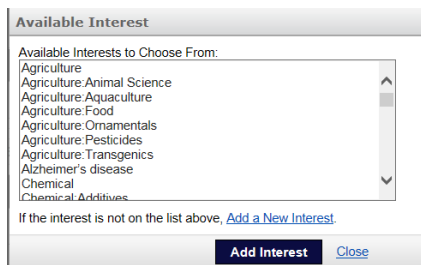 Available Interest
Available Interests to Choose From:
Agriculture
Agriculture:Animal Science
Agriculture:Aquaculture
Agriculture:Food
Agriculture:Ornamentals
Agriculture:Pesticides
Agriculture:Transgenics
Alzheimer's disease
Chemical
Chemical:Additives
If the interest is not on the list above, Add a New Interest.
Add Interest Close